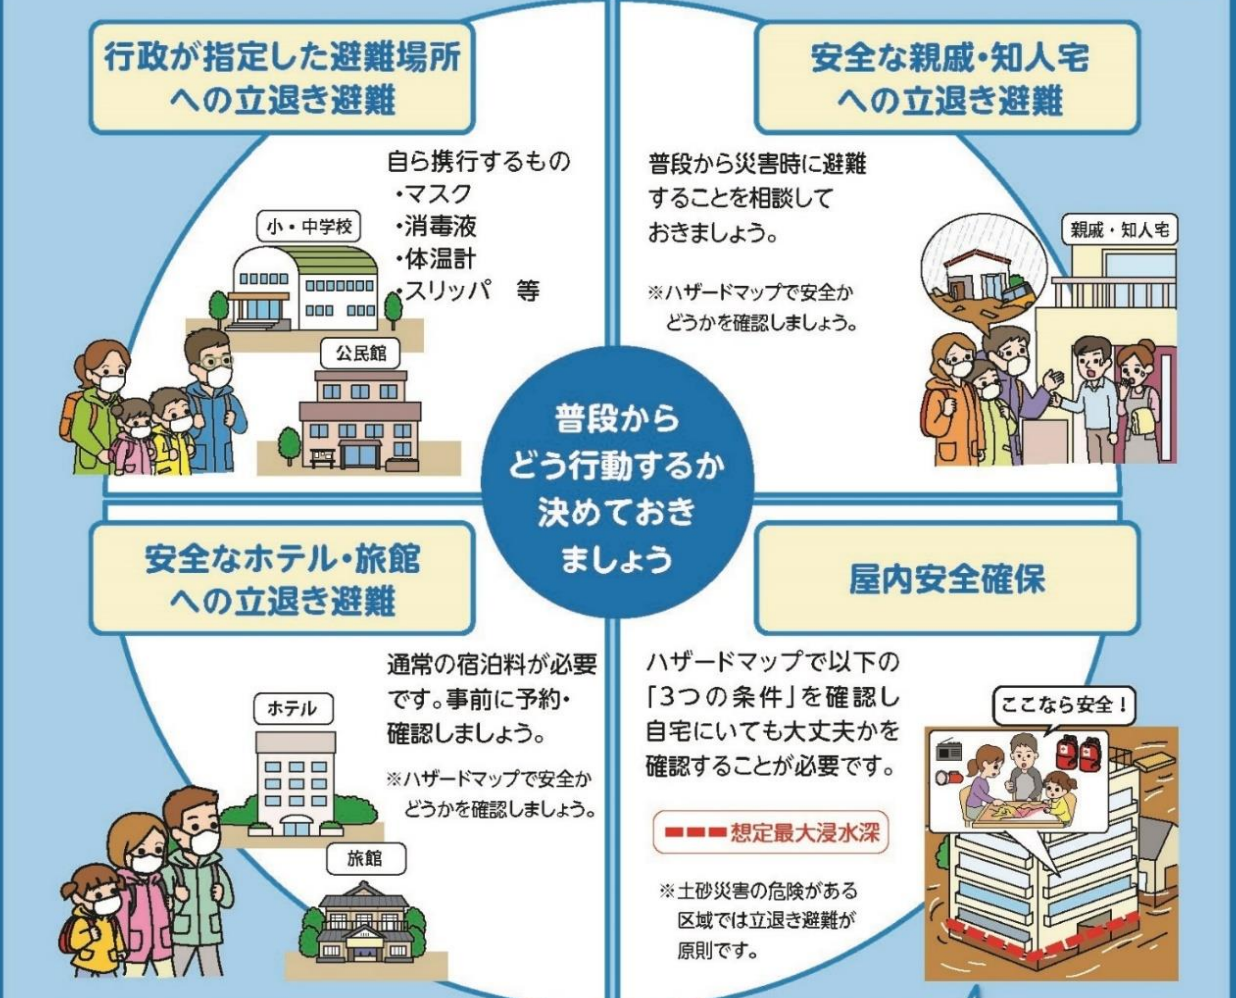 行政が指定した避難場所
への立退き避難
自ら携行するもの
・マスク
・消毒液
・体温計
・スリッパ　等
小・中学校
公民館
安全な親戚・知人宅
への立退き避難
普段から災害時に避難
することを相談して
おきましょう。
※ハザードマップで安全か
どうかを確認しましょう。
親戚・知人宅
普段から
どう行動するか
決めておき
ましょう
安全なホテル・旅館
への立退き避難
通常の宿泊料が必要
です。事前に予約・
確認しましょう。
※ハザードマップで安全か
どうかを確認しましょう。
ホテル
旅館
屋内安全確保
ハザードマップで以下の
「3つの条件」を確認し
自宅にいても大丈夫かを
確認することが必要です。
想定最大浸水深
※土砂災害の危険がある
区域では立退き避難が
原則です。
ここなら安全！